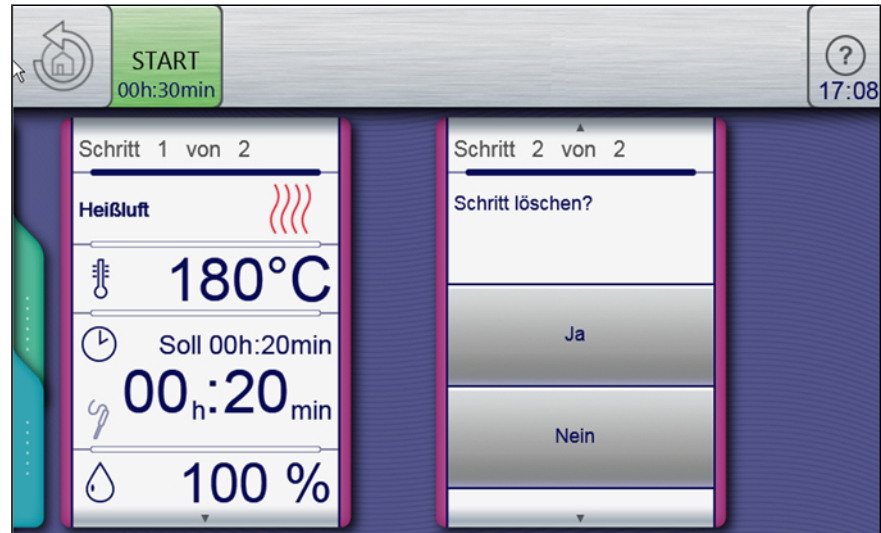 START
00h:30min
?
17:08
Schritt 1 von 2
Heißluft
180°C
Soll 00h:20min
00h:20min
100 %
Schritt 2 von 2
Schritt löschen?
Ja
Nein